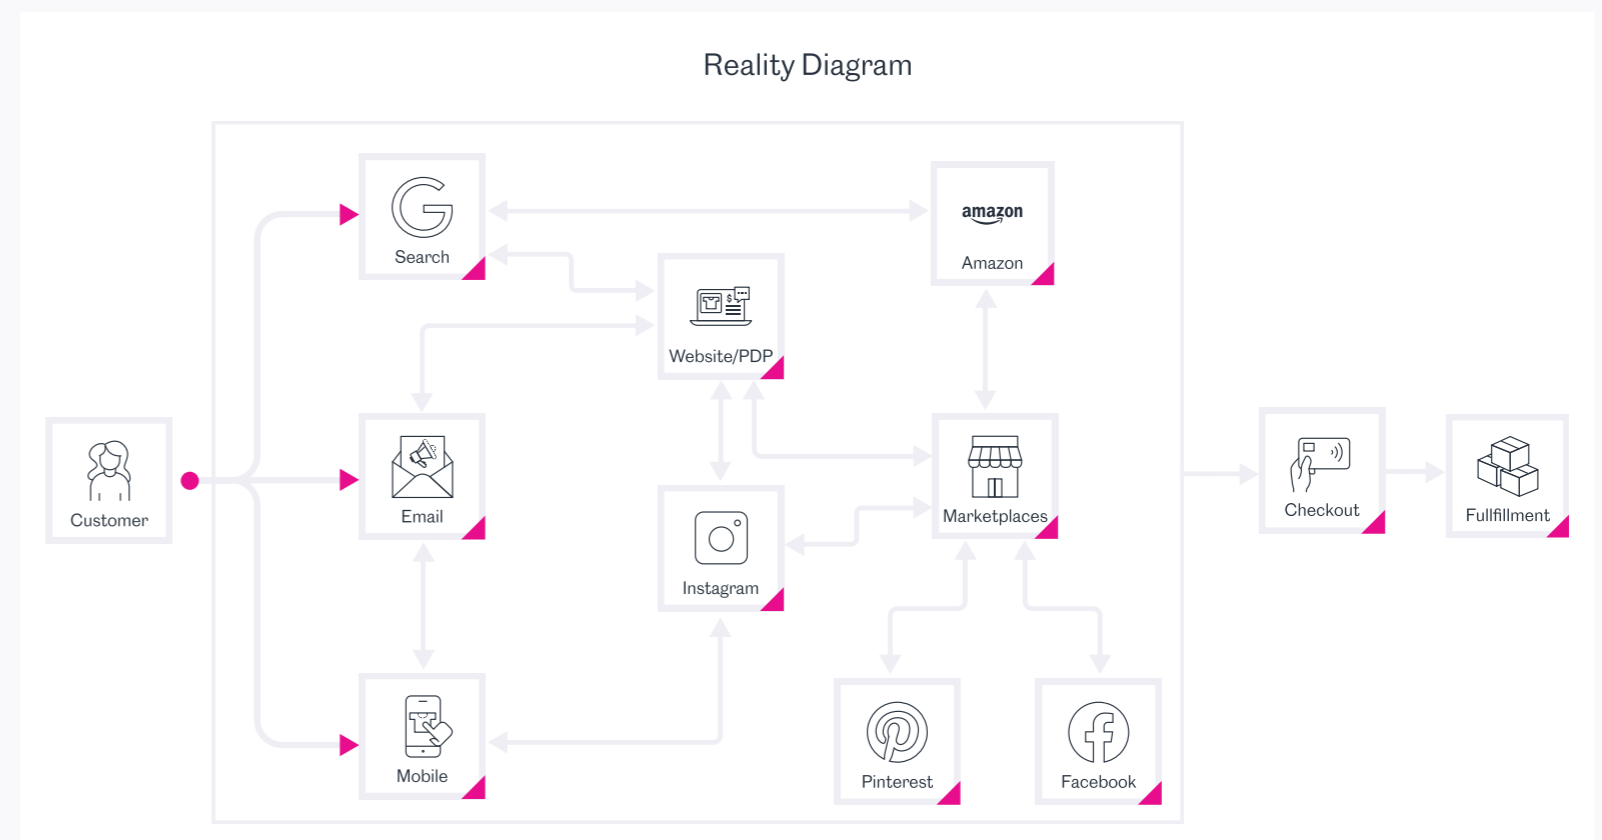 Reality Diagram
Search
amazon
Amazon
$
Website/PDP
Customer
Email
Marketplaces
Checkout
Fullfillment
Instagram
Mobile
Pinterest
Facebook